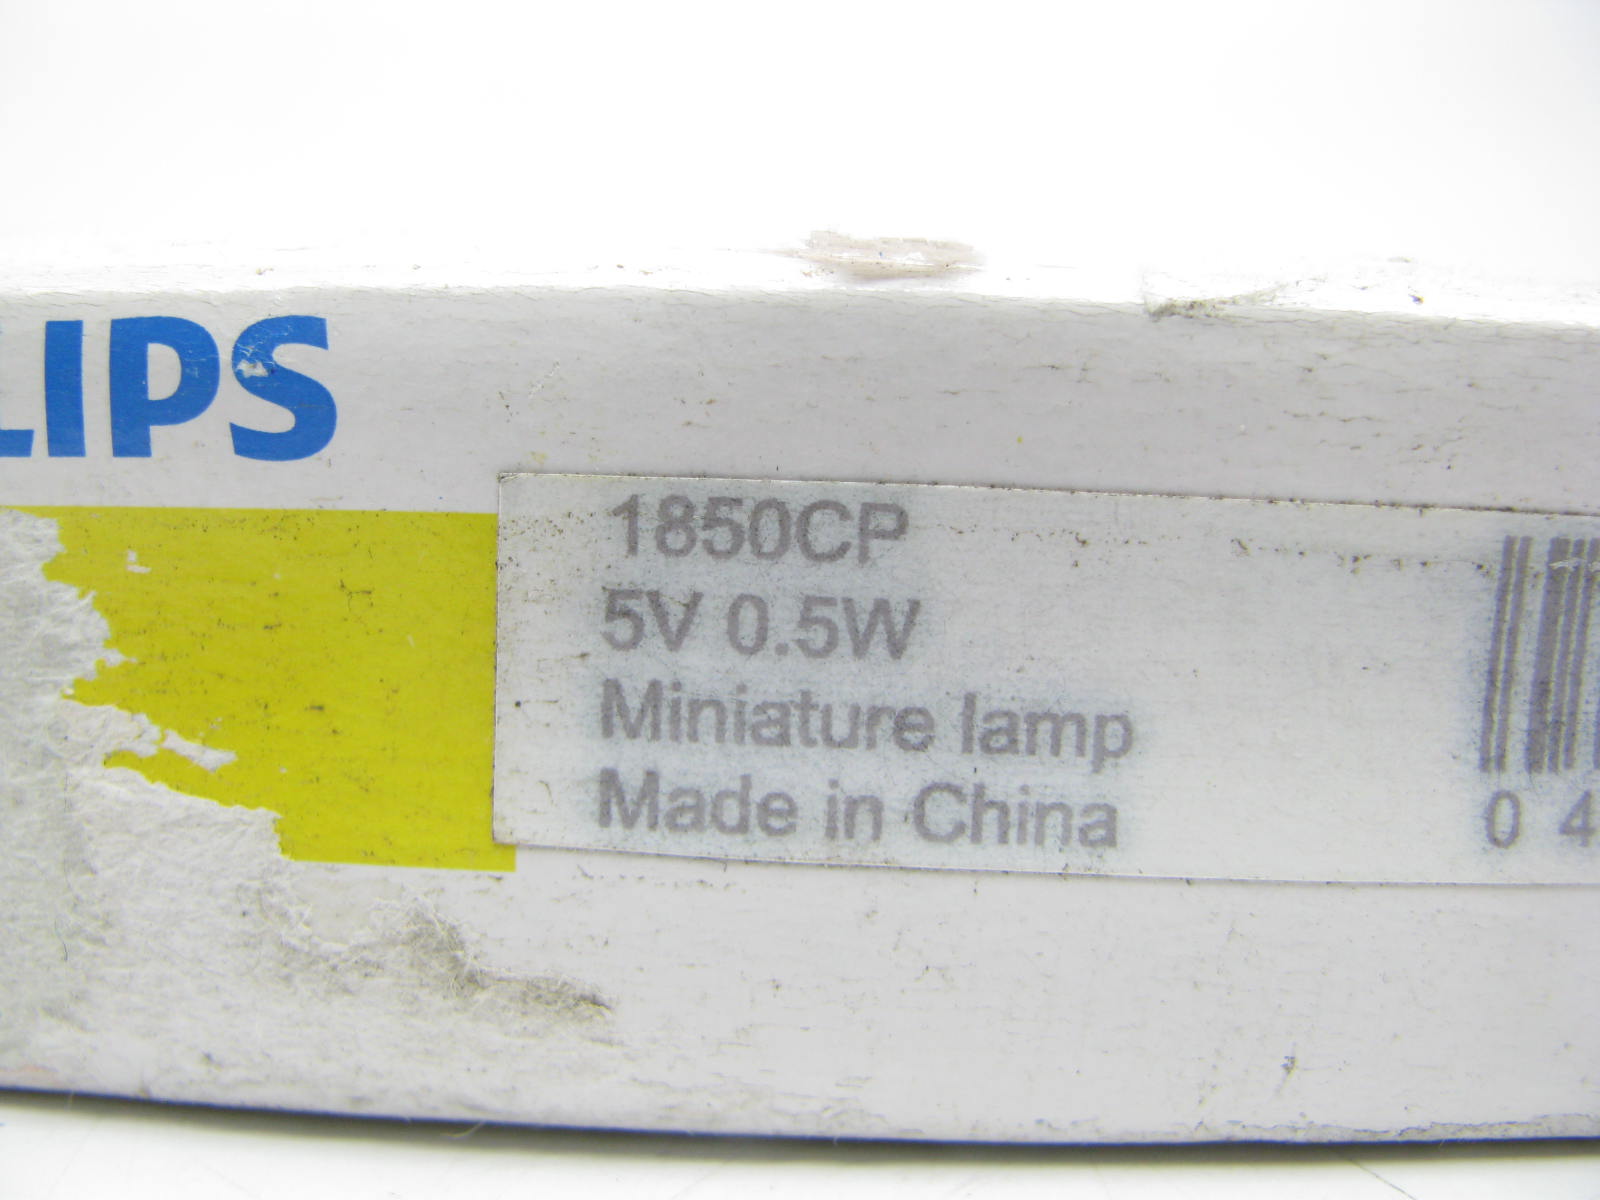 LIPS
1850CP
5V 0.5W
Miniature lamp
Made in China
0 4